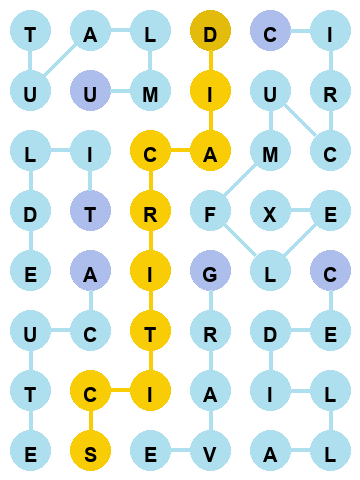 T A L D C I
U U M I U R
L I C A M C
D T R F X E
E A I G L C
U C T R D E
T C I A I L
E S E V A L